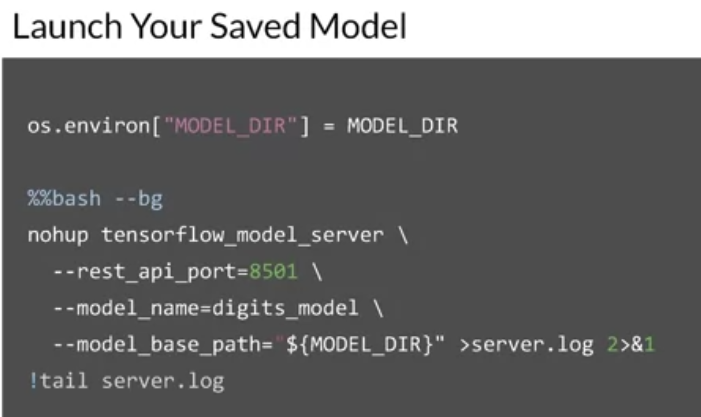 Launch Your Saved Model
os.environ["MODEL_DIR"] = MODEL_DIR
%%bash --bg
nohup tensorflow_model_server \
--rest_api_port=8501 \
--model_name=digits_model \
--model_base_path="${MODEL_DIR}" >server.log 2>&1
!tail server.log